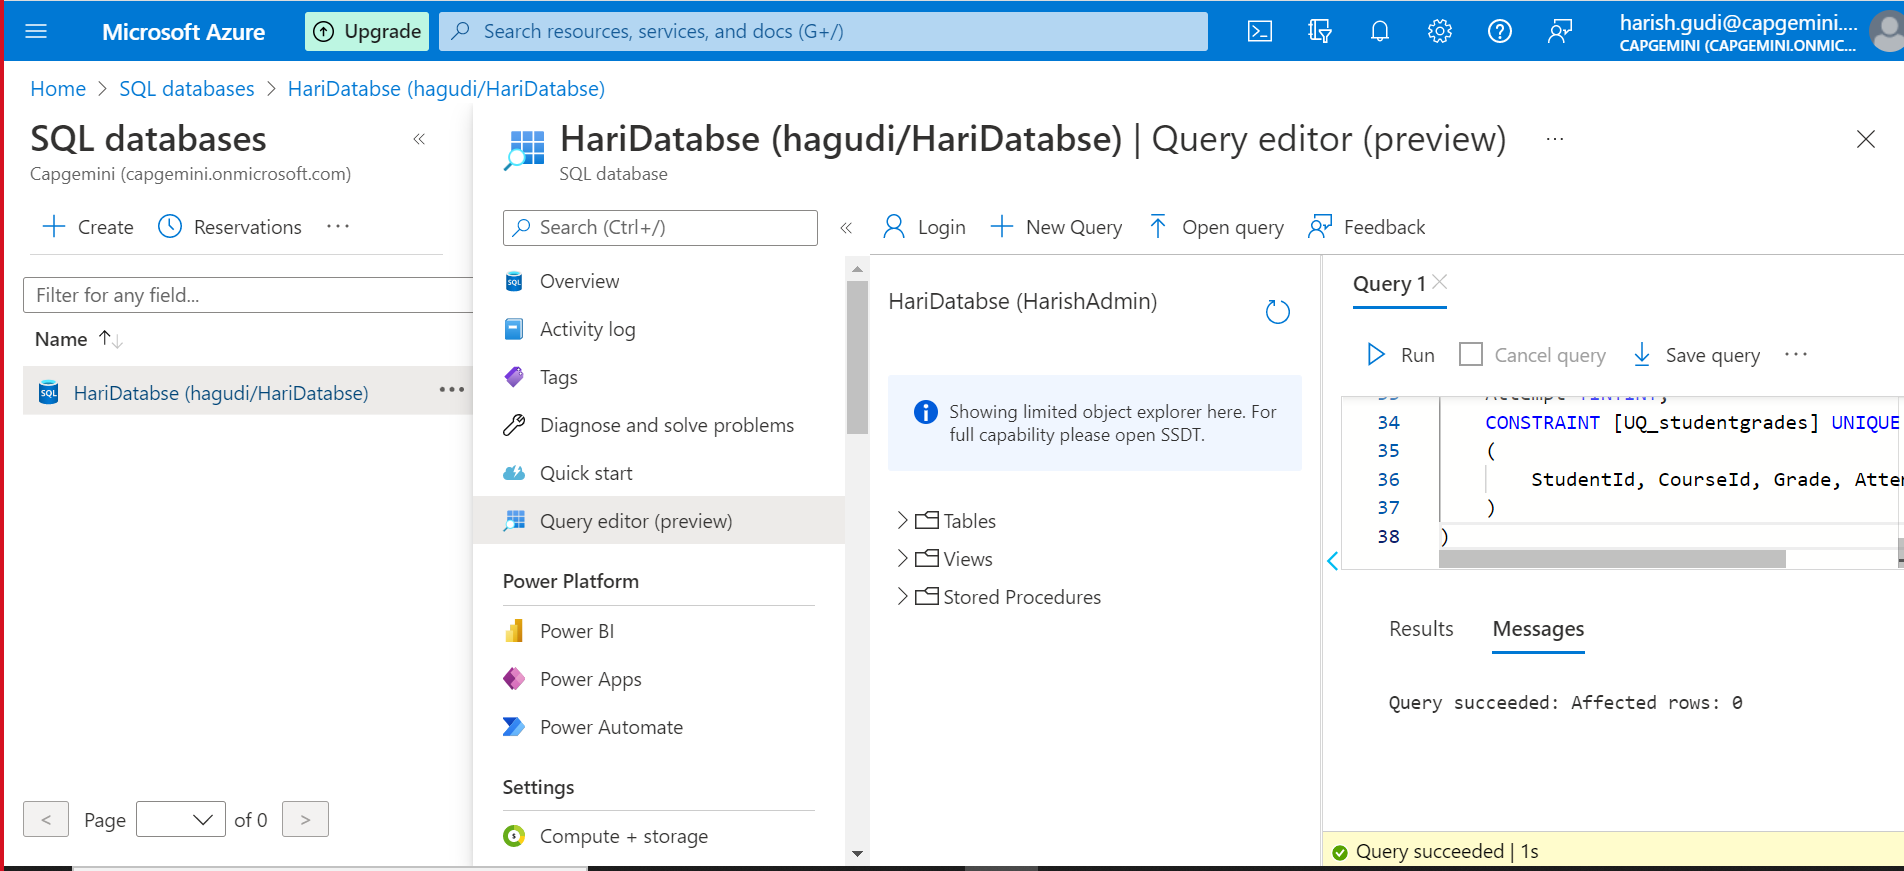 Microsoft Azure
Upgrade
Search resources, services, and docs (G+/)
harish.gudi@capgemini....
CAPGEMINI (CAPGEMINI.ONMIC...
Home > SQL databases > HariDatabse (hagudi/HariDatabse)
SQL databases
Capgemini (capgemini.onmicrosoft.com)
Create
Reservations
Filter for any field...
Name
HariDatabse (hagudi/HariDatabse)
< Page of 0 >
HariDatabse (hagudi/HariDatabse) | Query editor (preview)
SQL database
Search (Ctrl+/)
Overview
Activity log
Tags
Diagnose and solve problems
Quick start
Query editor (preview)
Power Platform
Power BI
Power Apps
Power Automate
Settings
Compute + storage
Login
New Query
Open query
Feedback
HariDatabse (HarishAdmin)
Showing limited object explorer here. For
full capability please open SSDT.
Tables
Views
Stored Procedures
Query 1
Run
Cancel query
Save query
34 CONSTRAINT [UQ_studentgrades] UNIQUE
35 (
36 StudentId, CourseId, Grade, Atte
37 )
38 )
Results
Messages
Query succeeded: Affected rows: 0
Query succeeded | 1s